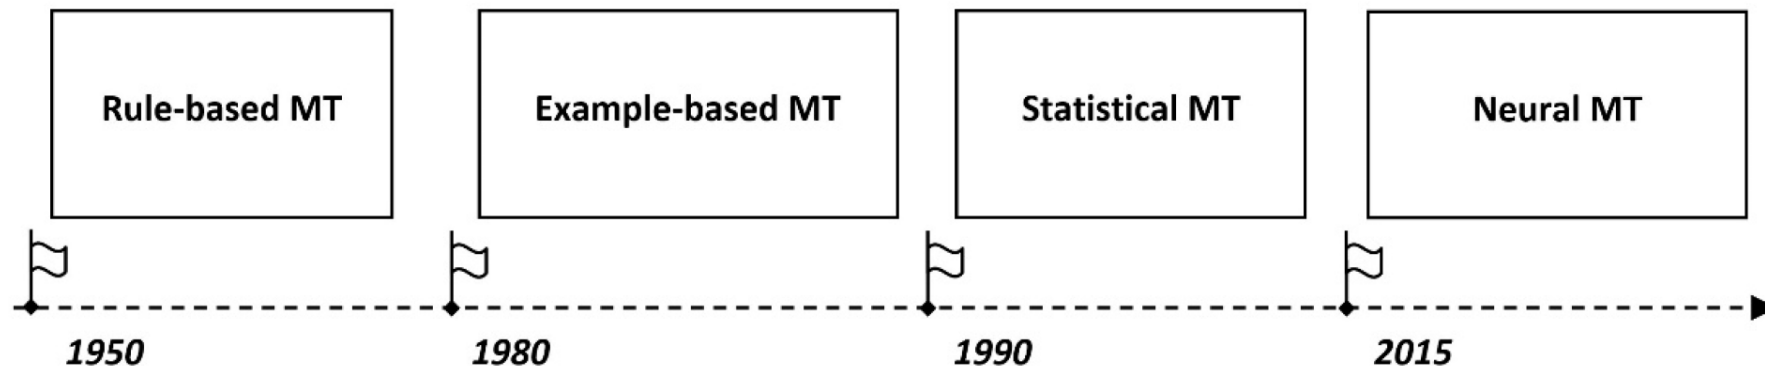 Rule-based MT
Example-based MT
Statistical MT
Neural MT
1950
1980
1990
2015